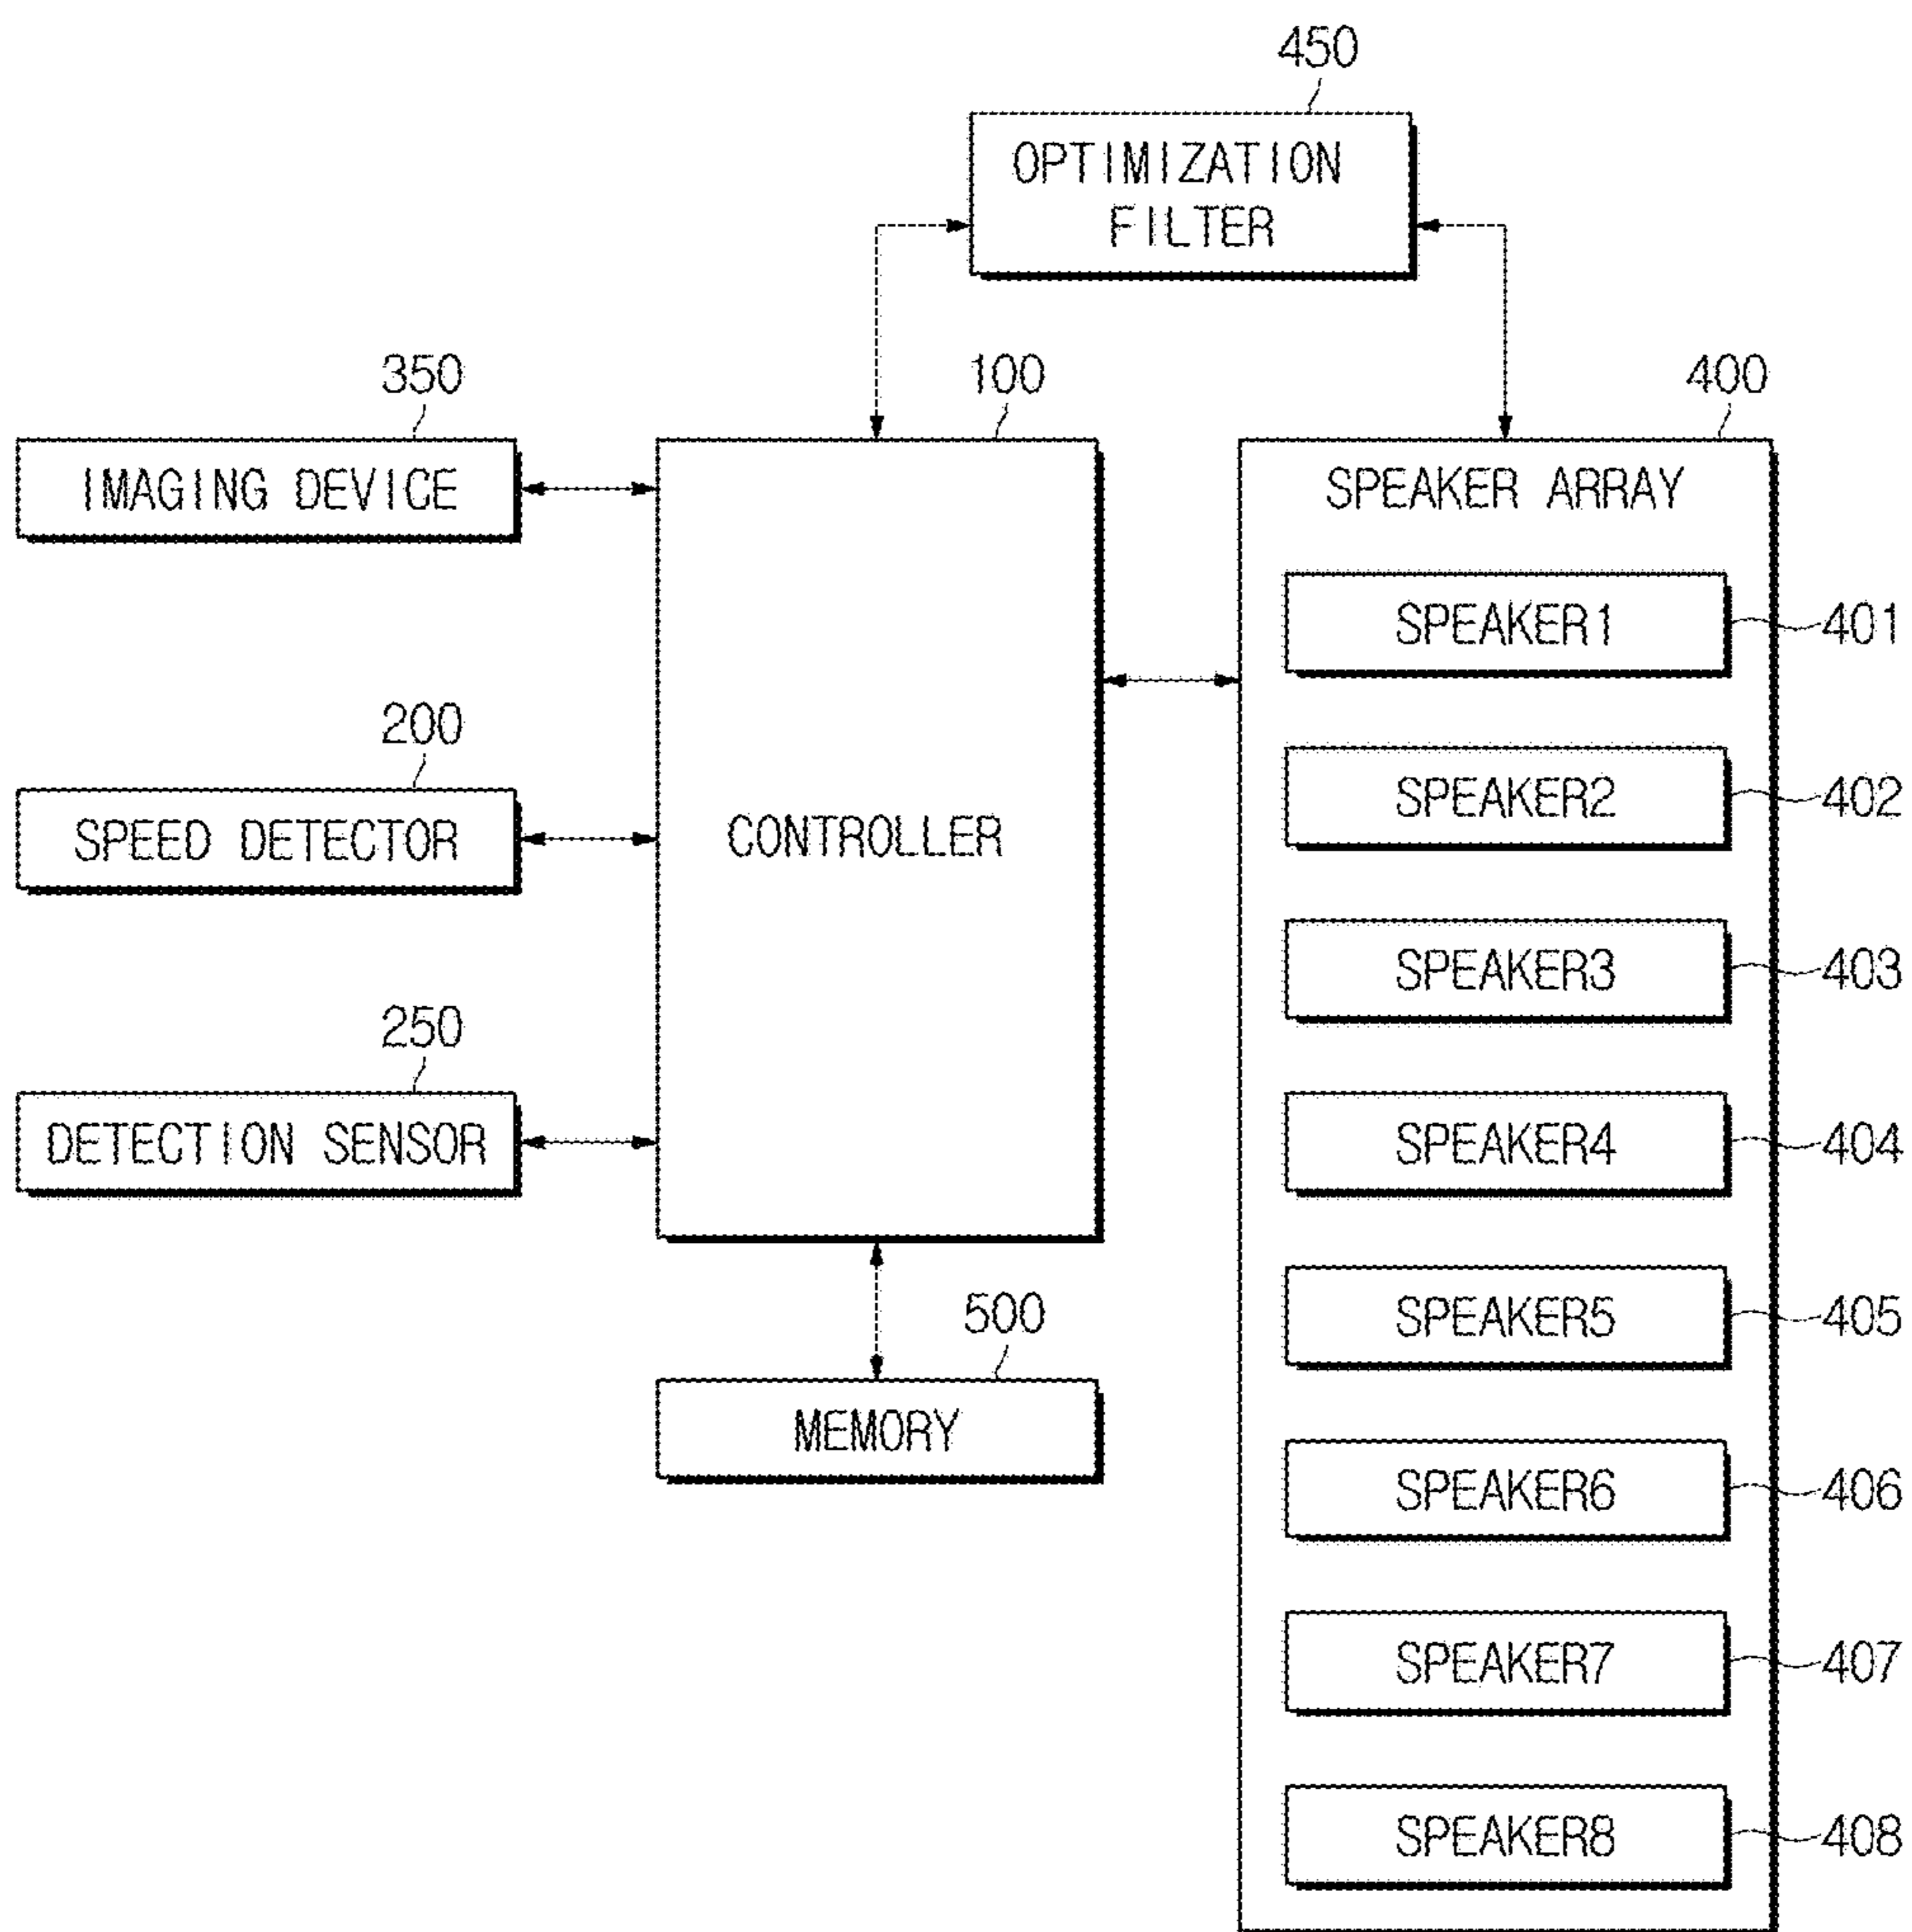 450
OPTIMIZATION
FILTER
350
100
400
IMAGING DEVICE
SPEAKER ARRAY
SPEAKER1
401
200
SPEED DETECTOR
CONTROLLER
SPEAKER2
402
SPEAKER3
403
250
DETECTION SENSOR
SPEAKER4
404
500
MEMORY
SPEAKER5
405
SPEAKER6
406
SPEAKER7
407
SPEAKER8
408